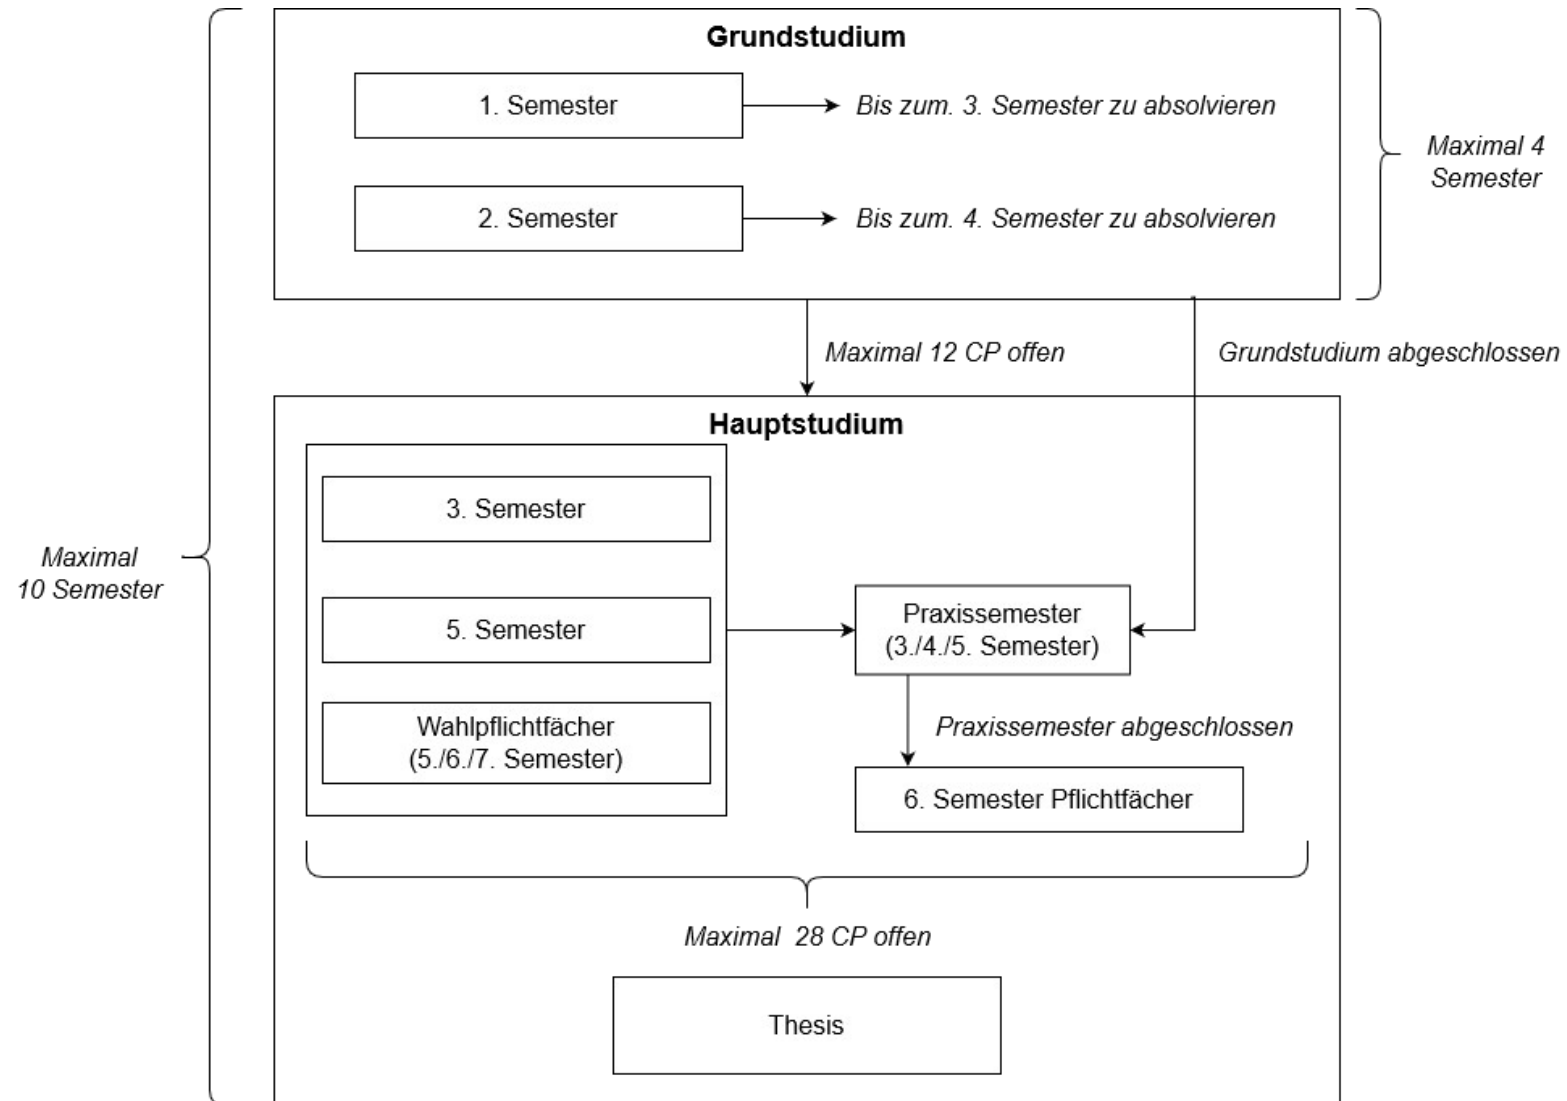 Grundstudium
1. Semester
Bis zum. 3. Semester zu absolvieren
Maximal 4
Semester
2. Semester
Bis zum. 4. Semester zu absolvieren
Maximal 12 CP offen
Grundstudium abgeschlossen
Hauptstudium
3. Semester
Maximal
10 Semester
5. Semester
Praxissemester
(3./4./5. Semester)
Wahlpflichtfächer
(5./6./7. Semester)
Praxissemester abgeschlossen
6. Semester Pflichtfächer
Maximal  28 CP offen
Thesis